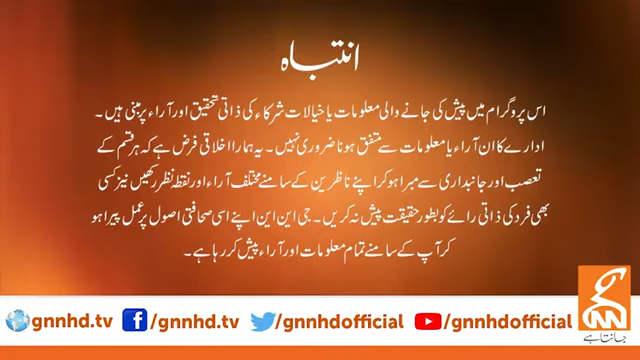 انتباہ
اس پروگرام میں پیش کی جانے والی معلومات یا خیالات شرکاء کی ذاتی تحقیق اور آراء پر مبنی ہیں۔
ادارے کا ان آراء یا معلومات سے متفق ہونا ضروری نہیں۔ یہ ہمارا اخلاقی فرض ہے کہ ہر قسم کے
تعصب اور جانبداری سے مبرا ہو کر اپنے ناظرین کے سامنے مختلف آراء اور نقطہ نظر رکھیں نیز کسی
بھی فرد کی ذاتی رائے کو بطور حقیقت پیش نہ کریں۔ جی این این اپنے اسی صحافتی اصول پر عمل پیرا ہو
کر آپ کے سامنے تمام معلومات اور آراء پیش کر رہا ہے۔
gnnhd.tv /gnnhd.tv /gnnhdofficial /gnnhdofficial
GNN
جانتا ہے